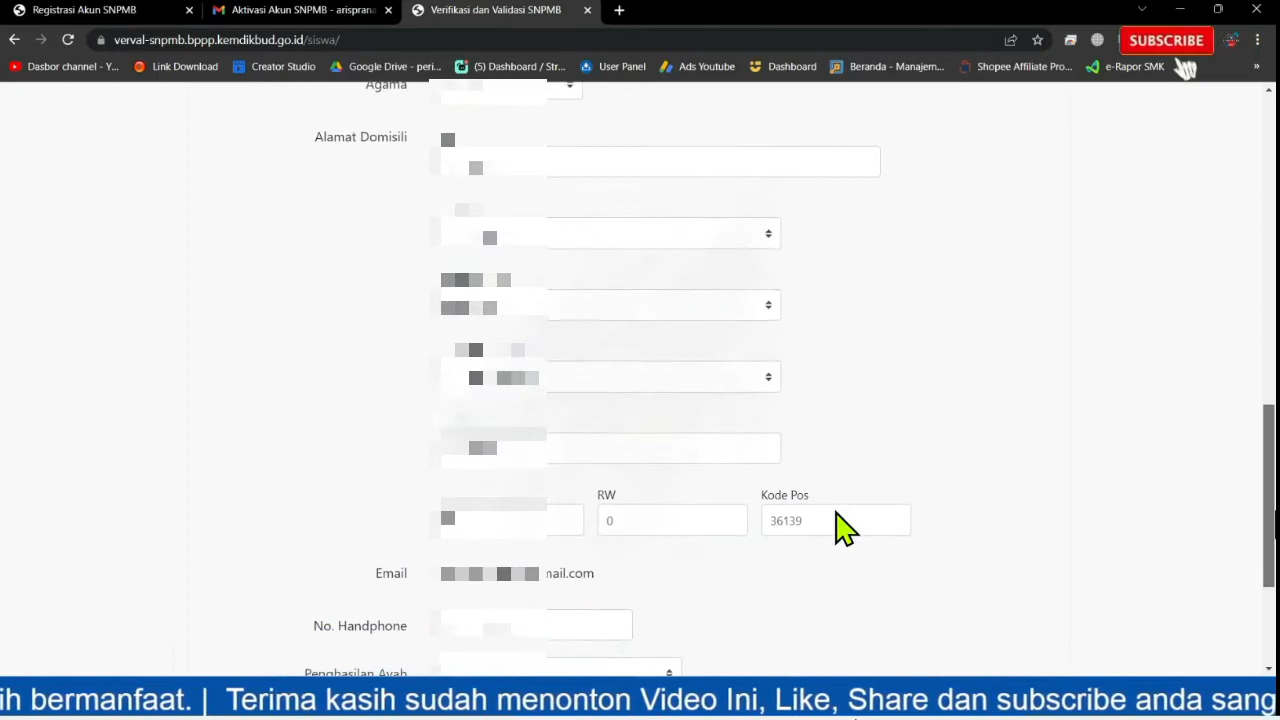 Registrasi Akun SNPMB
Aktivasi Akun SNPMB - arisprana
Verifikasi dan Validasi SNPMB
verval-snpmb.bppp.kemdikbud.go.id/siswa/
SUBSCRIBE
Dasbor channel - Y...
Link Download
Creator Studio
Google Drive - peri...
(5) Dashboard / Str...
User Panel
Ads Youtube
Dashboard
Beranda - Manajem...
Shopee Affiliate Pro...
e-Rapor SMK
Agama
Alamat Domisili
RW
Kode Pos
0
36139
Email
mail.com
No. Handphone
Penghasilan Ayah
ih bermanfaat. | Terima kasih sudah menonton Video Ini, Like, Share dan subscribe anda sang